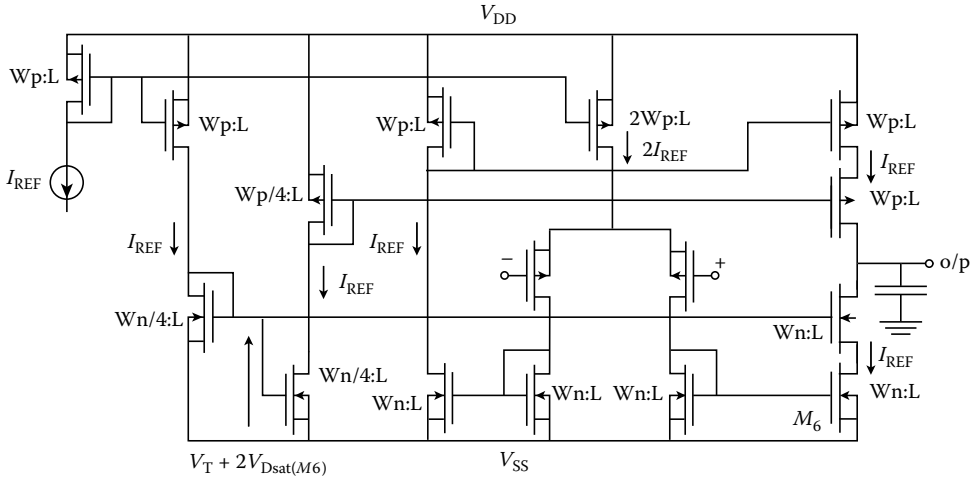 V_DD
Wp:L
Wp:L
Wp:L
2Wp:L
Wp:L
2I_REF
I_REF
I_REF
Wp/4:L
Wp:L
I_REF
I_REF
−
+
o/p
I_REF
Wn/4:L
Wn:L
I_REF
Wn/4:L
Wn:L
Wn:L
Wn:L
Wn:L
M_6
V_T + 2V_Dsat(M6)
V_SS